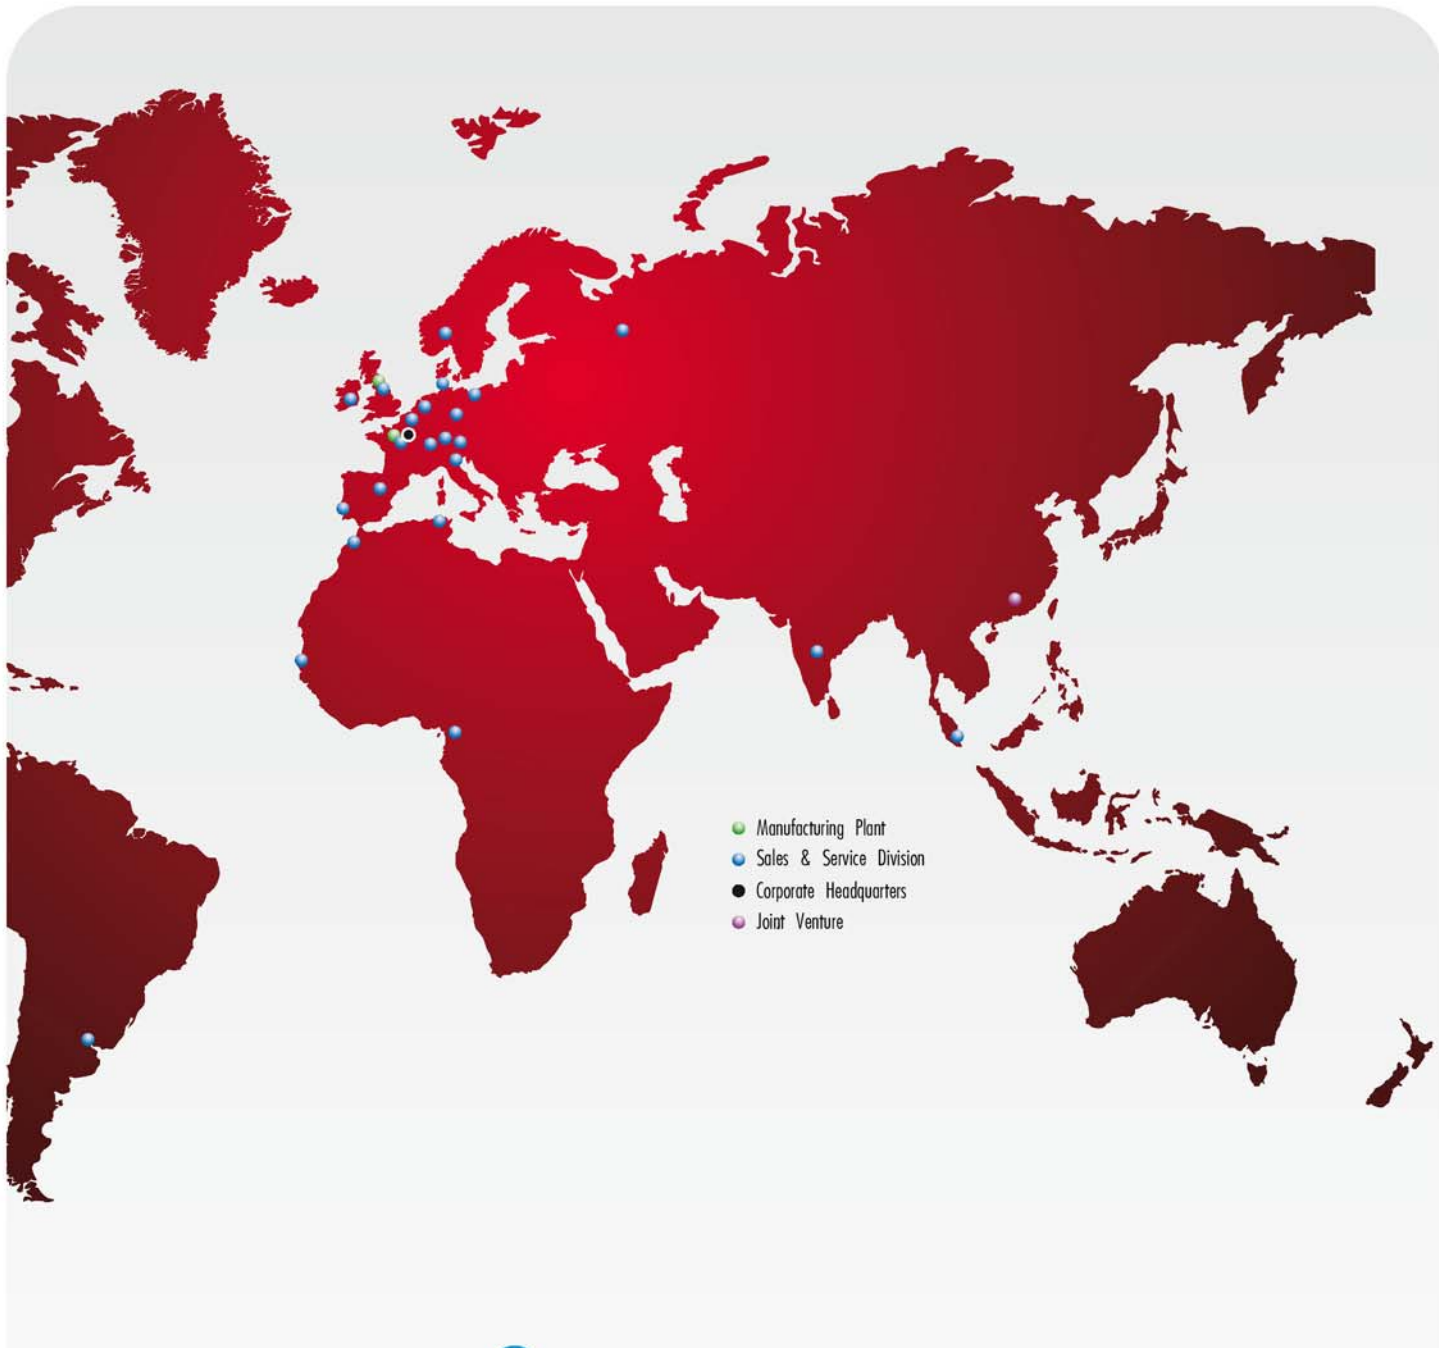 Manufacturing Plant
Sales & Service Division
Corporate Headquarters
Joint Venture